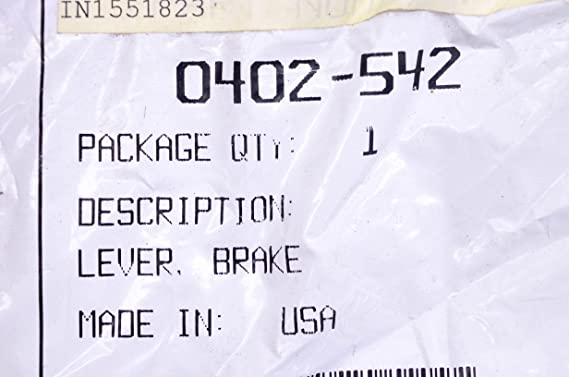 IN1551823
0402-542
PACKAGE QTY: 1
DESCRIPTION:
LEVER, BRAKE
MADE IN: USA